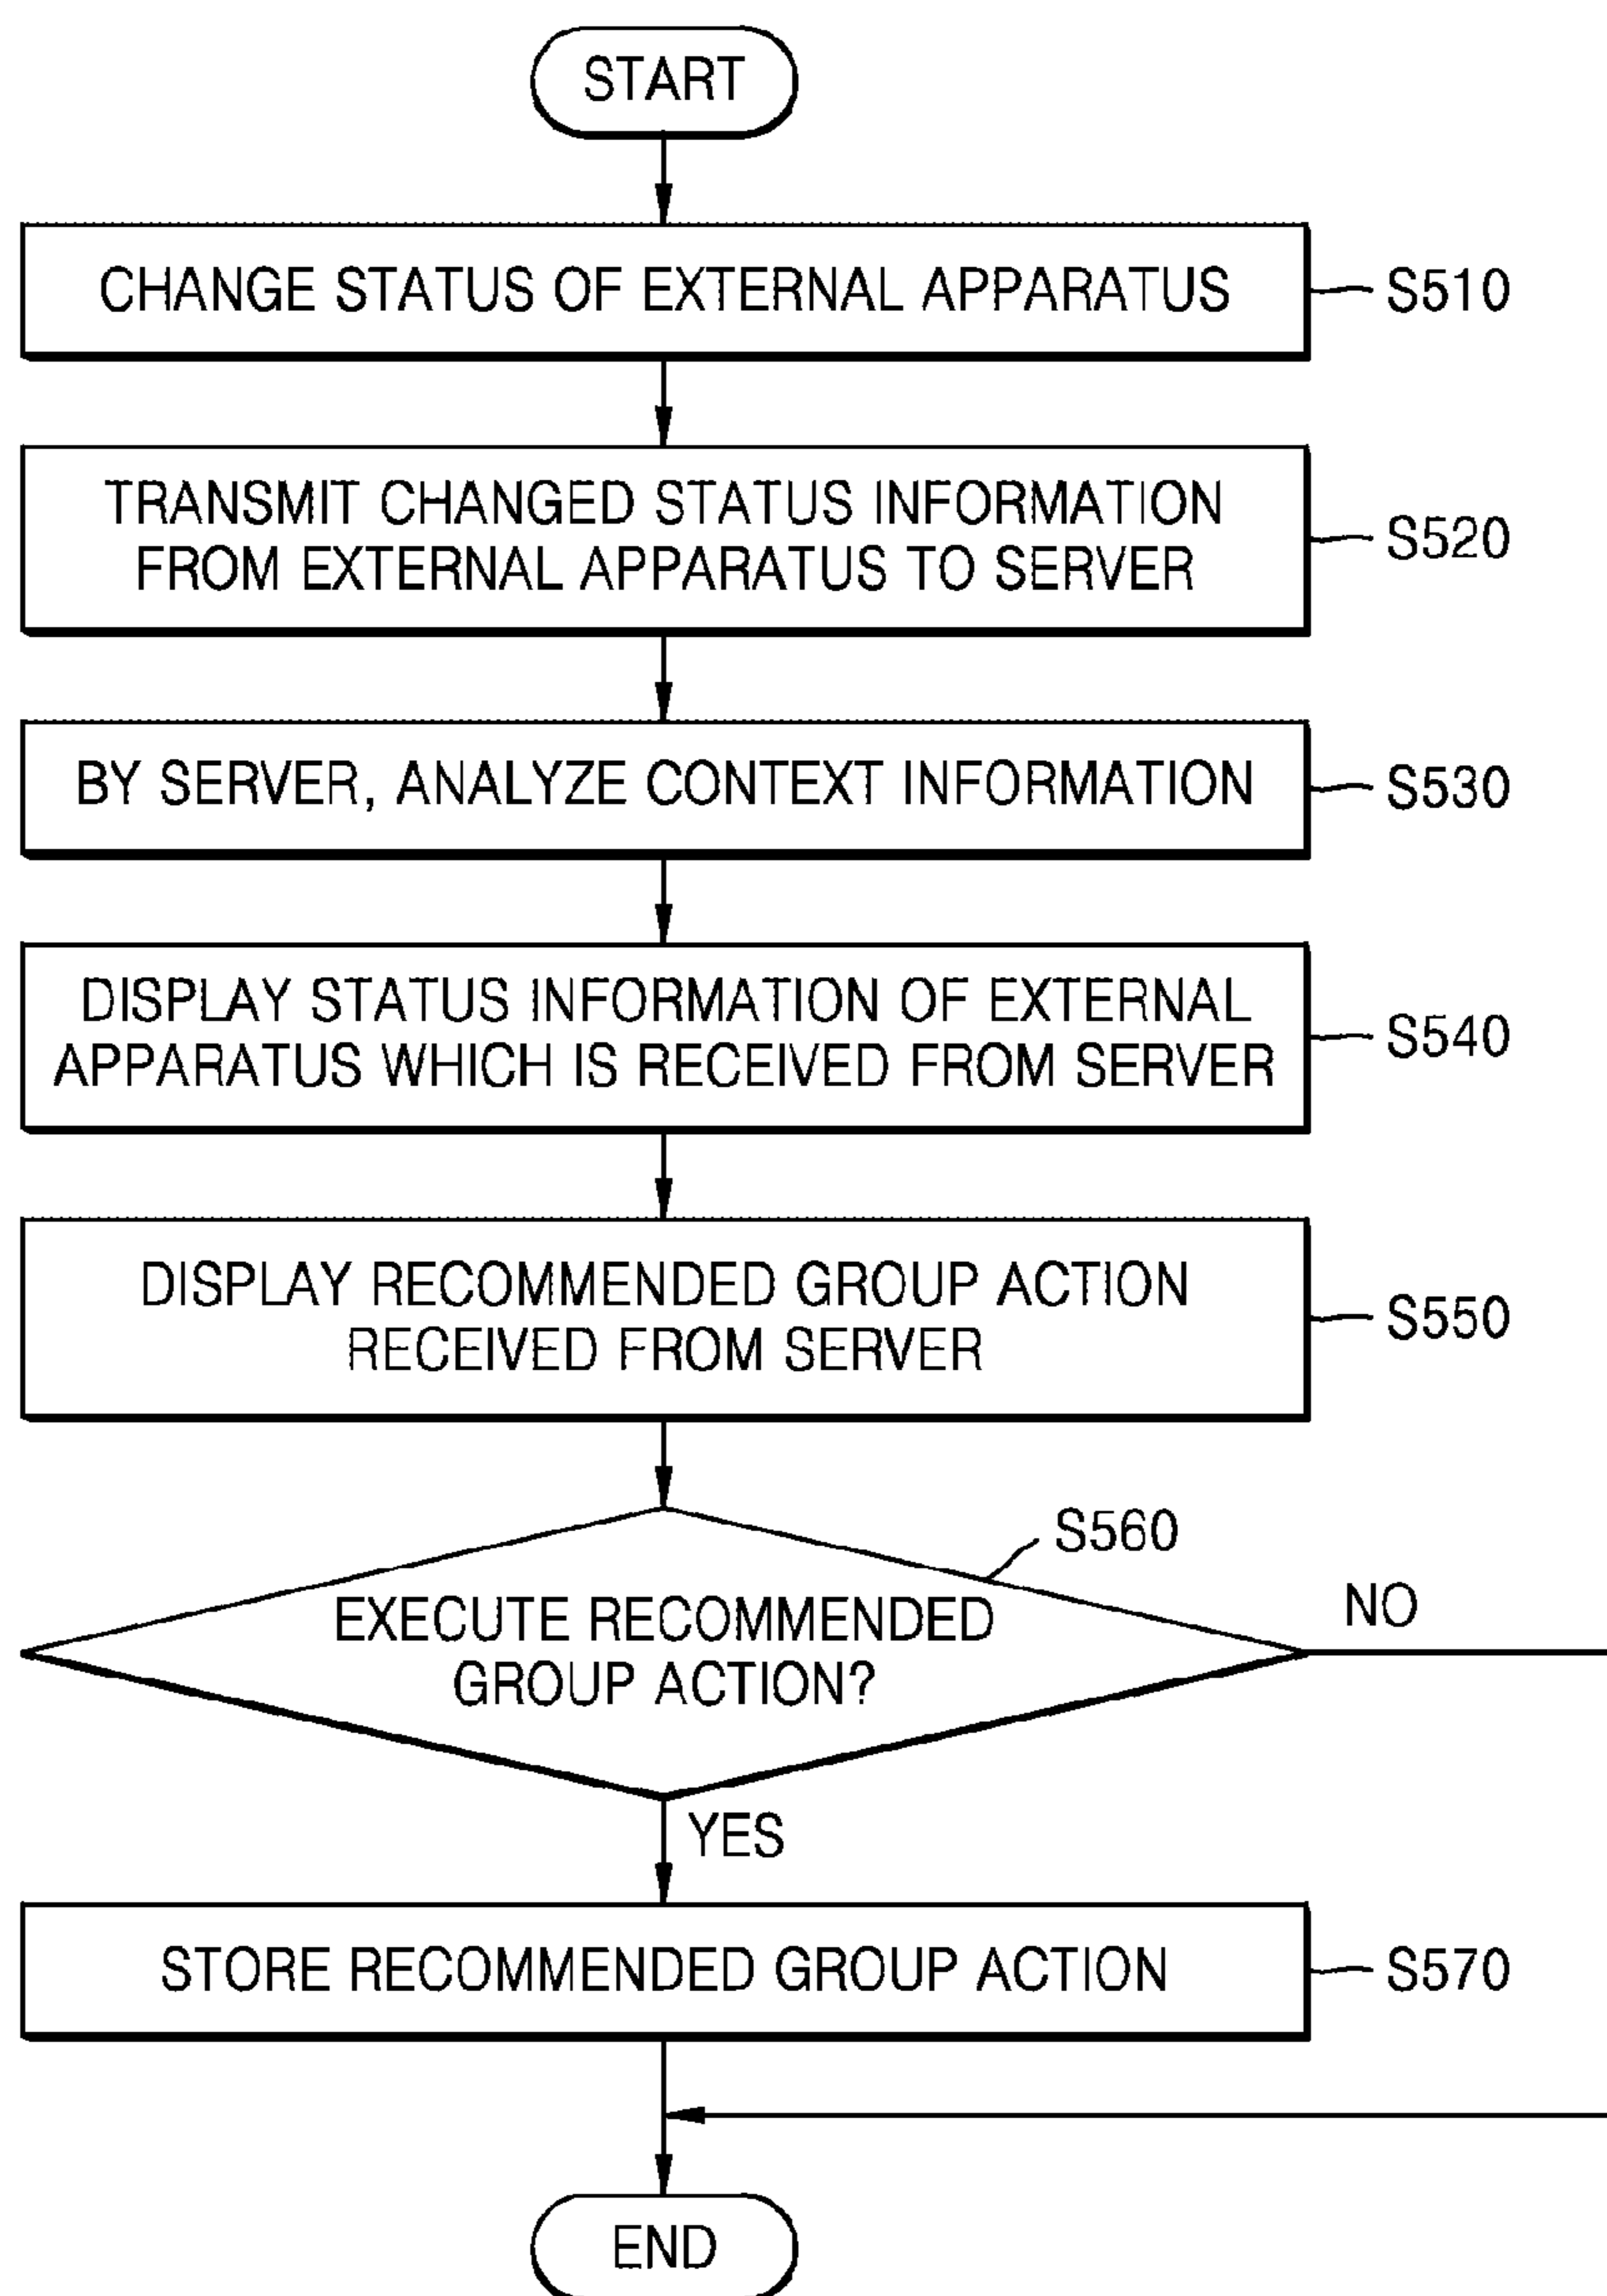 START
CHANGE STATUS OF EXTERNAL APPARATUS
S510
TRANSMIT CHANGED STATUS INFORMATION
FROM EXTERNAL APPARATUS TO SERVER
S520
BY SERVER, ANALYZE CONTEXT INFORMATION
S530
DISPLAY STATUS INFORMATION OF EXTERNAL
APPARATUS WHICH IS RECEIVED FROM SERVER
S540
DISPLAY RECOMMENDED GROUP ACTION
RECEIVED FROM SERVER
S550
S560
EXECUTE RECOMMENDED
GROUP ACTION?
NO
YES
STORE RECOMMENDED GROUP ACTION
S570
END